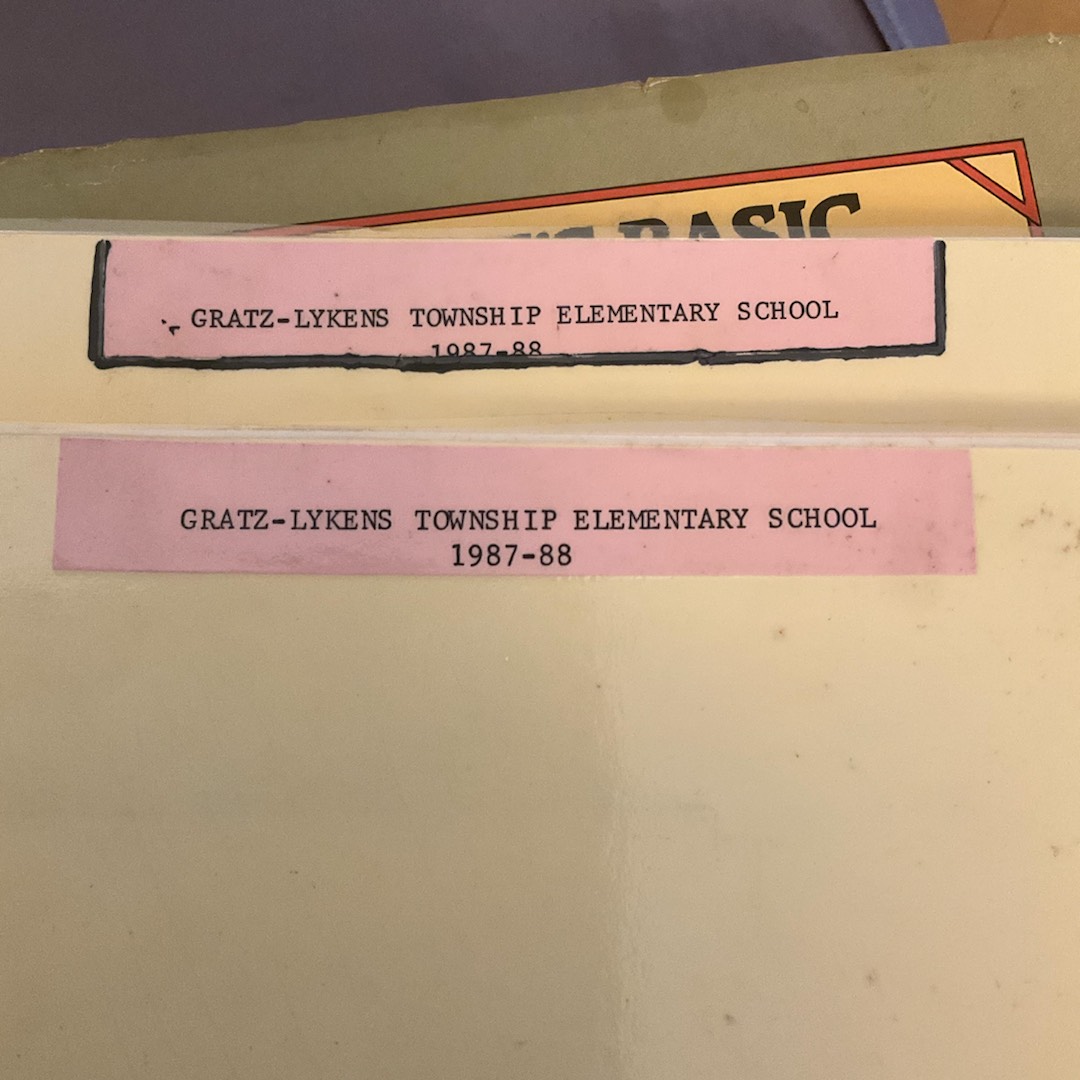 BASIC
GRATZ-LYKENS TOWNSHIP ELEMENTARY SCHOOL
1987-88
GRATZ-LYKENS TOWNSHIP ELEMENTARY SCHOOL
1987-88